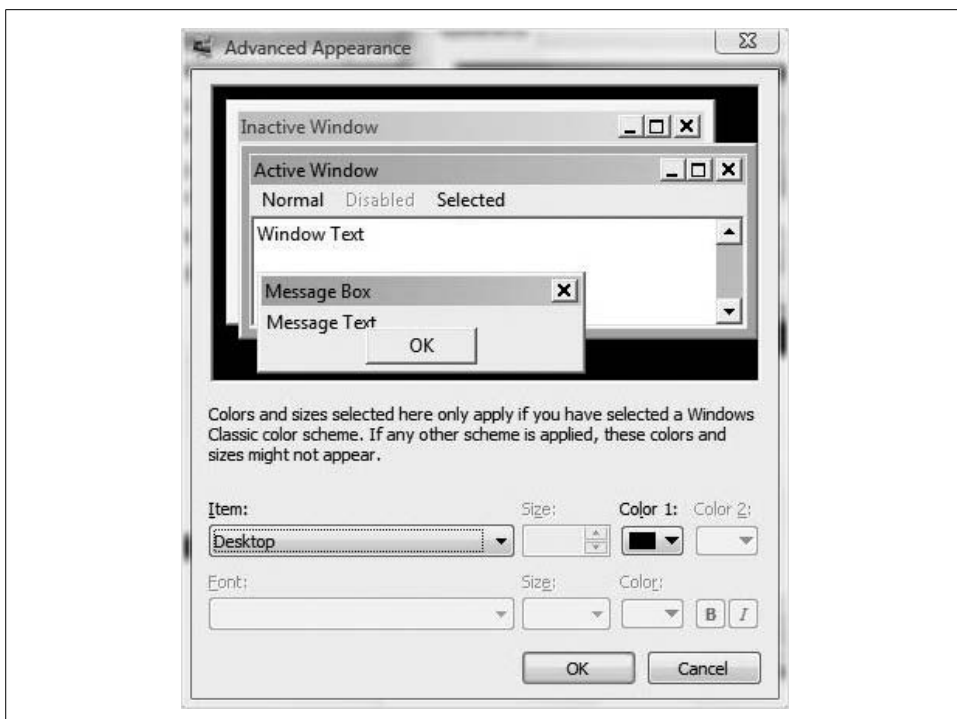 Advanced Appearance
Inactive Window
Active Window
Normal Disabled Selected
Window Text
Message Box
Message Text
OK
Colors and sizes selected here only apply if you have selected a Windows
Classic color scheme. If any other scheme is applied, these colors and
sizes might not appear.
Item: Size: Color 1: Color 2:
Desktop
Font: Size: Color:
B I
OK Cancel